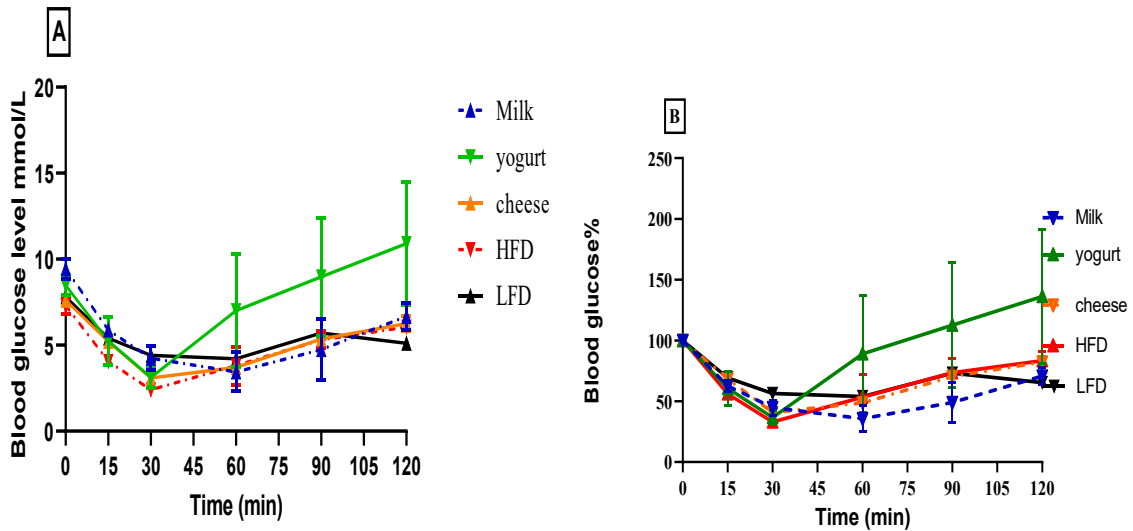 A
Blood glucose level mmol/L
20
15
10
5
0
0 15 30 45 60 75 90 105 120
Time (min)
Milk
yogurt
cheese
HFD
LFD
B
Blood glucose%
250
200
150
100
50
0
0 15 30 45 60 75 90 105 120
Time (min)
Milk
yogurt
cheese
HFD
LFD